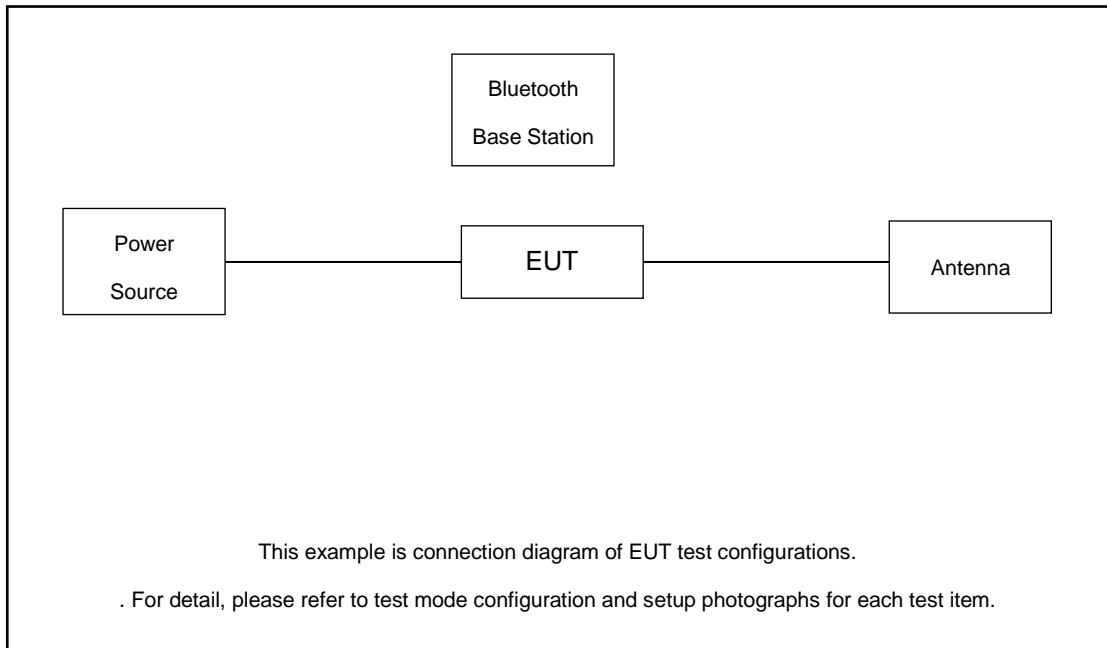 Bluetooth
Base Station
Power
Source
EUT
Antenna
This example is connection diagram of EUT test configurations.
. For detail, please refer to test mode configuration and setup photographs for each test item.